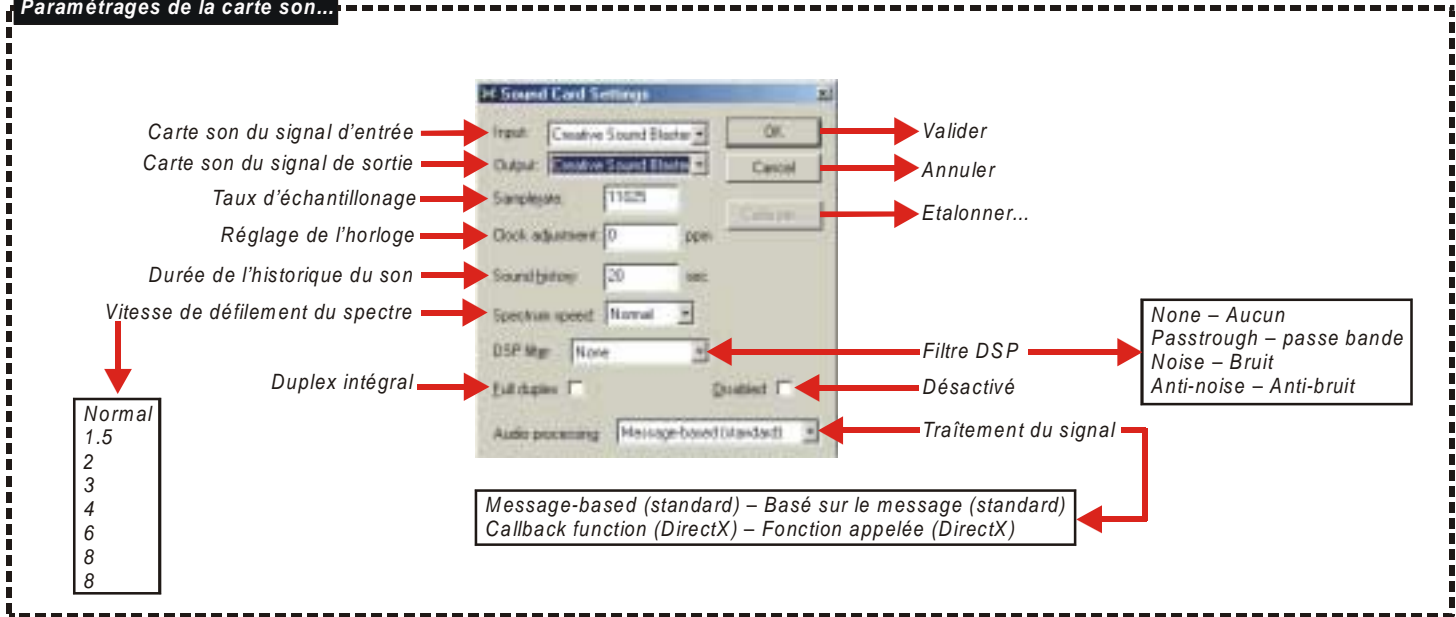 Paramétrages de la carte son...
Sound Card Settings
Carte son du signal d'entrée
Input: Creative Sound Blaster
OK
Valider
Carte son du signal de sortie
Output: Creative Sound Blaster
Cancel
Annuler
Taux d'échantillonage
Samplerate: 11025
Etalonner...
Réglage de l'horloge
Clock adjustment: 0 ppm
Durée de l'historique du son
Sound history: 20 sec
Vitesse de défilement du spectre
Spectrum speed: Normal
DSP filter: None
Filtre DSP
None – Aucun
Passtrough – passe bande
Noise – Bruit
Anti-noise – Anti-bruit
Duplex intégral
Full duplex
Disabled
Désactivé
Normal
1.5
2
3
4
6
8
8
Audio processing: Message-based (standard)
Traîtement du signal
Message-based (standard) – Basé sur le message (standard)
Callback function (DirectX) – Fonction appelée (DirectX)